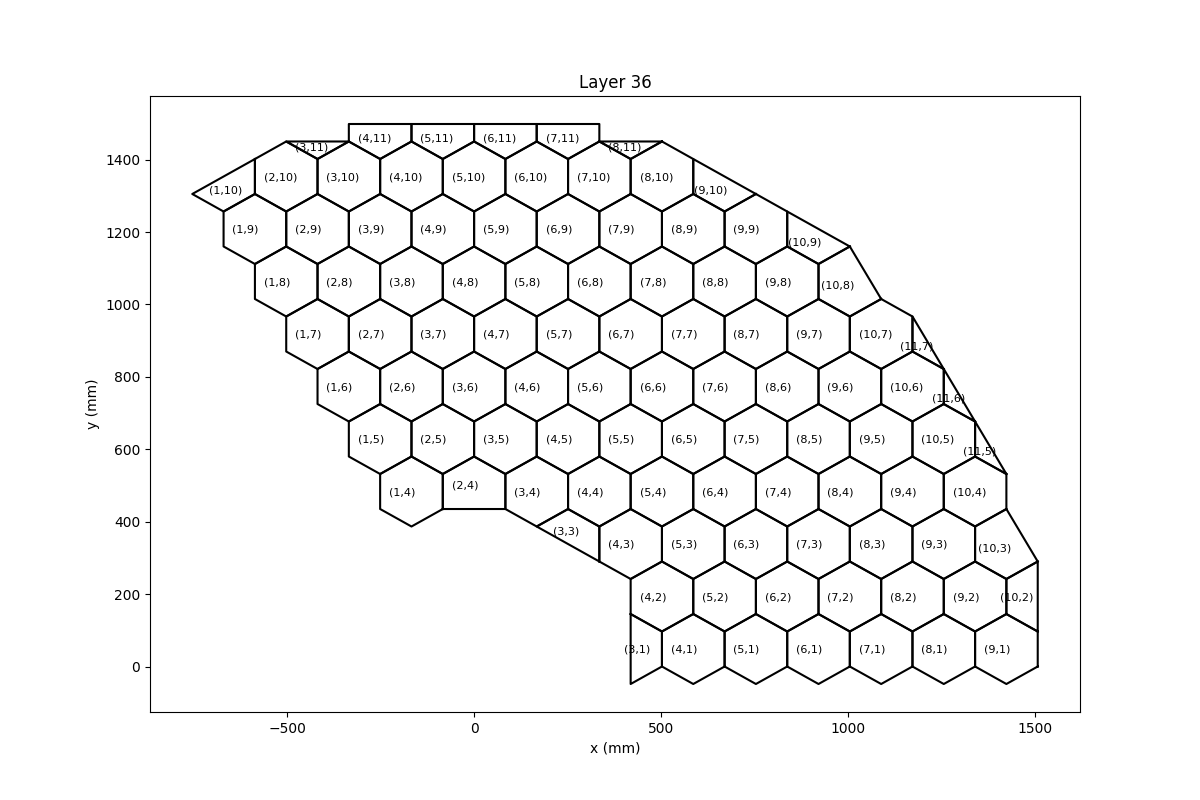 Layer 36
1400
1200
1000
800
600
400
200
0
y (mm)
(4,11) (5,11) (6,11) (7,11)
(3,11) (8,11)
(1,10) (2,10) (3,10) (4,10) (5,10) (6,10) (7,10) (8,10) (9,10)
(1,9) (2,9) (3,9) (4,9) (5,9) (6,9) (7,9) (8,9) (9,9) (10,9)
(1,8) (2,8) (3,8) (4,8) (5,8) (6,8) (7,8) (8,8) (9,8) (10,8)
(1,7) (2,7) (3,7) (4,7) (5,7) (6,7) (7,7) (8,7) (9,7) (10,7) (11,7)
(1,6) (2,6) (3,6) (4,6) (5,6) (6,6) (7,6) (8,6) (9,6) (10,6) (11,6)
(1,5) (2,5) (3,5) (4,5) (5,5) (6,5) (7,5) (8,5) (9,5) (10,5) (11,5)
(1,4) (2,4) (3,4) (4,4) (5,4) (6,4) (7,4) (8,4) (9,4) (10,4)
(3,3) (4,3) (5,3) (6,3) (7,3) (8,3) (9,3) (10,3)
(4,2) (5,2) (6,2) (7,2) (8,2) (9,2) (10,2)
(3,1) (4,1) (5,1) (6,1) (7,1) (8,1) (9,1)
−500 0 500 1000 1500
x (mm)